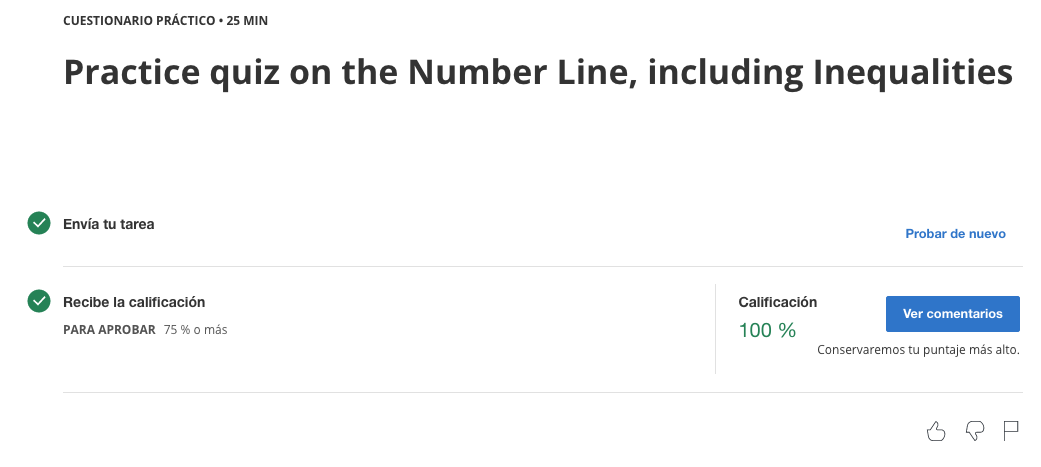 CUESTIONARIO PRÁCTICO • 25 MIN
Practice quiz on the Number Line, including Inequalities
Envía tu tarea
Probar de nuevo
Recibe la calificación
PARA APROBAR 75 % o más
Calificación
100 %
Ver comentarios
Conservaremos tu puntaje más alto.